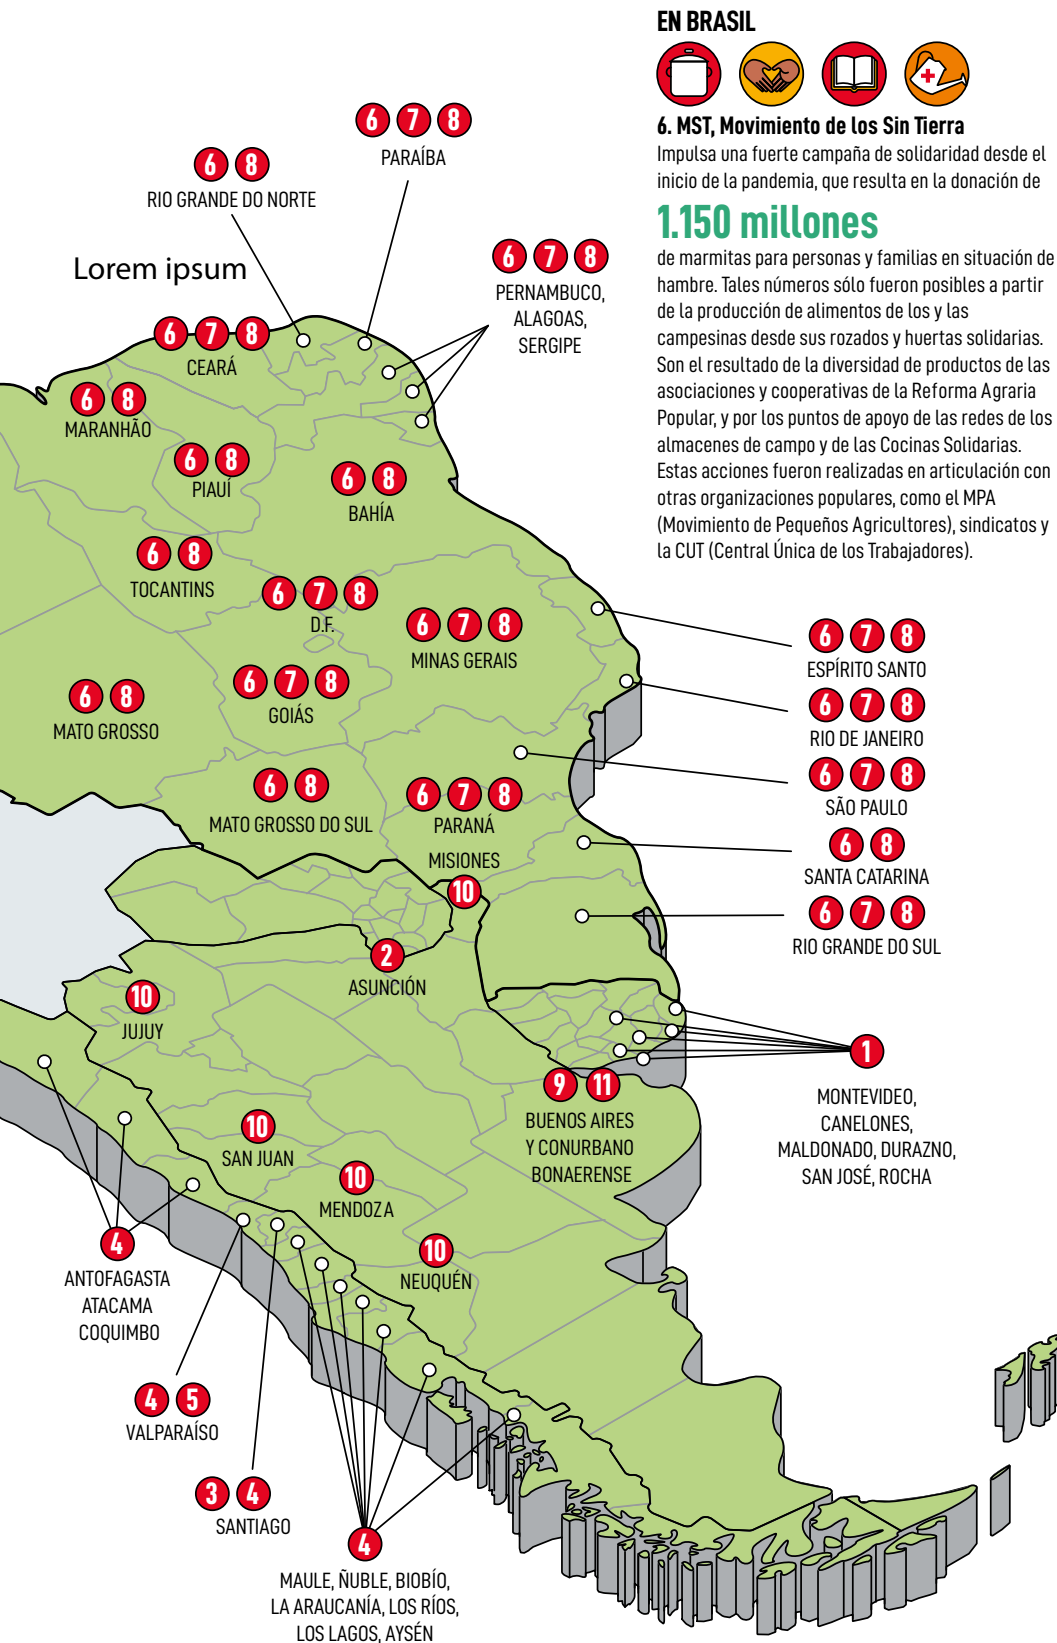 EN BRASIL
6. MST, Movimiento de los Sin Tierra
Impulsa una fuerte campaña de solidaridad desde el
inicio de la pandemia, que resulta en la donación de
1.150 millones
de marmitas para personas y familias en situación de
hambre. Tales números sólo fueron posibles a partir
de la producción de alimentos de los y las
campesinas desde sus rozados y huertas solidarias.
Son el resultado de la diversidad de productos de las
asociaciones y cooperativas de la Reforma Agraria
Popular, y por los puntos de apoyo de las redes de los
almacenes de campo y de las Cocinas Solidarias.
Estas acciones fueron realizadas en articulación con
otras organizaciones populares, como el MPA
(Movimiento de Pequeños Agricultores), sindicatos y
la CUT (Central Única de los Trabajadores).
6 7 8
PARAÍBA
6 8
RIO GRANDE DO NORTE
Lorem ipsum
6 7 8
PERNAMBUCO,
ALAGOAS,
SERGIPE
6 7 8
CEARÁ
6 8
MARANHÃO
6 8
PIAUÍ
6 8
BAHÍA
6 8
TOCANTINS
6 7 8
D.F.
6 7 8
MINAS GERAIS
6 7 8
ESPÍRITO SANTO
6 7 8
GOIÁS
6 8
MATO GROSSO
6 7 8
RIO DE JANEIRO
6 7 8
SÃO PAULO
6 8
MATO GROSSO DO SUL
6 7 8
PARANÁ
6 8
SANTA CATARINA
MISIONES
10
6 7 8
RIO GRANDE DO SUL
2
ASUNCIÓN
10
JUJUY
1
MONTEVIDEO,
CANELONES,
MALDONADO, DURAZNO,
SAN JOSÉ, ROCHA
9 11
BUENOS AIRES
Y CONURBANO
BONAERENSE
10
SAN JUAN
10
MENDOZA
10
NEUQUÉN
4
ANTOFAGASTA
ATACAMA
COQUIMBO
4 5
VALPARAÍSO
3 4
SANTIAGO
4
MAULE, ÑUBLE, BIOBÍO,
LA ARAUCANÍA, LOS RÍOS,
LOS LAGOS, AYSÉN